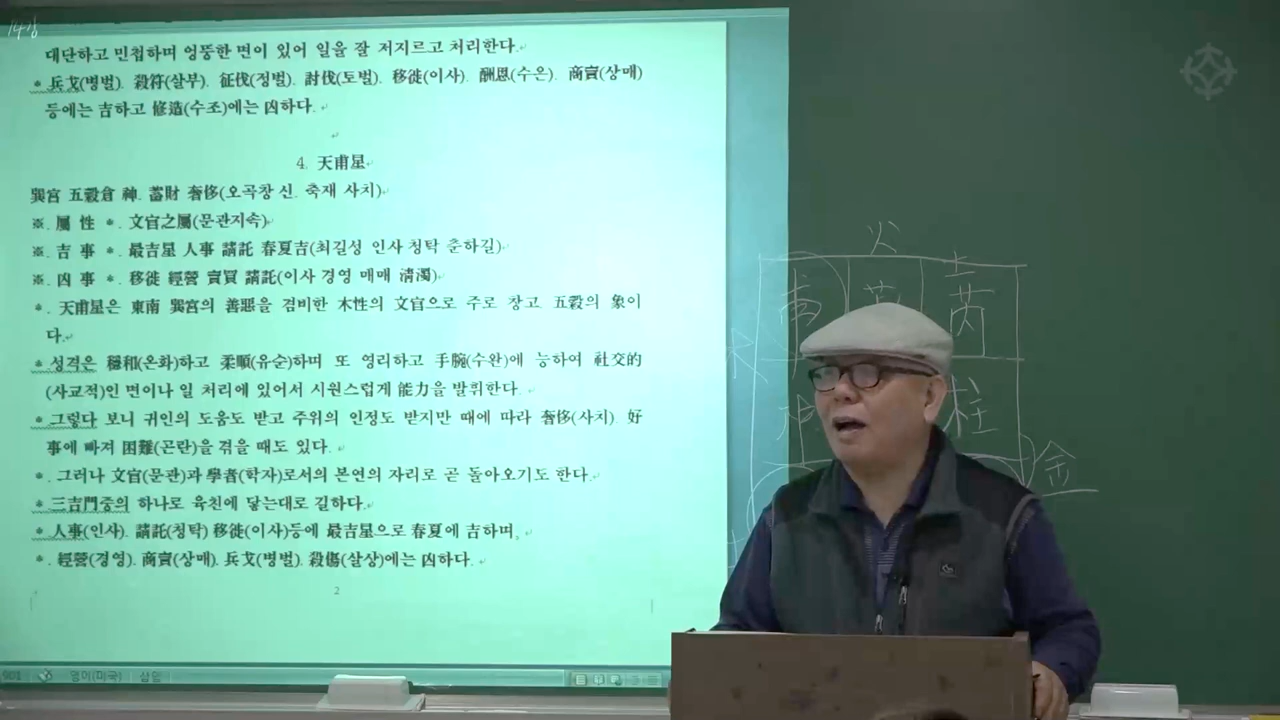 14강
대단하고 민첩하며 엉뚱한 면이 있어 일을 잘 저지르고 처리한다.
* 兵戈(병벌). 殺符(살부). 征伐(정벌). 討伐(토벌). 移徙(이사). 酬恩(수은). 商賣(상매)
등에는 吉하고 修造(수조)에는 凶하다.
4. 天甫星
巽宮 五穀倉 神. 蓄財 奢侈(오곡창 신. 축재 사치)
※. 屬 性 *. 文官之屬(문관지속)
※. 吉 事 *. 最吉星 人事 請託 春夏吉(최길성 인사 청탁 춘하길)
※. 凶 事 *. 移徙 經營 賣買 請託(이사 경영 매매 淸濁)
*. 天甫星은 東南 巽宮의 善惡을 겸비한 木性의 文官으로 주로 창고 五穀의 象이
다.
* 성격은 穩和(온화)하고 柔順(유순)하며 또 영리하고 手腕(수완)에 능하여 社交的
(사교적)인 면이나 일 처리에 있어서 시원스럽게 能力을 발휘한다.
* 그렇다 보니 귀인의 도움도 받고 주위의 인정도 받지만 때에 따라 奢侈(사치). 好
事에 빠져 困難(곤란)을 겪을 때도 있다.
*. 그러나 文官(문관)과 學者(학자)로서의 본연의 자리로 곧 돌아오기도 한다.
* 三吉門中의 하나로 육친에 닿는대로 길하다.
* 人事(인사). 請託(청탁) 移徙(이사)등에 最吉星으로 春夏에 吉하며,
*. 經營(경영). 商賣(상매). 兵戈(병벌). 殺傷(살상)에는 凶하다.
2
영어(미국) 삽입
火
土
甫 芮
木
柱
金